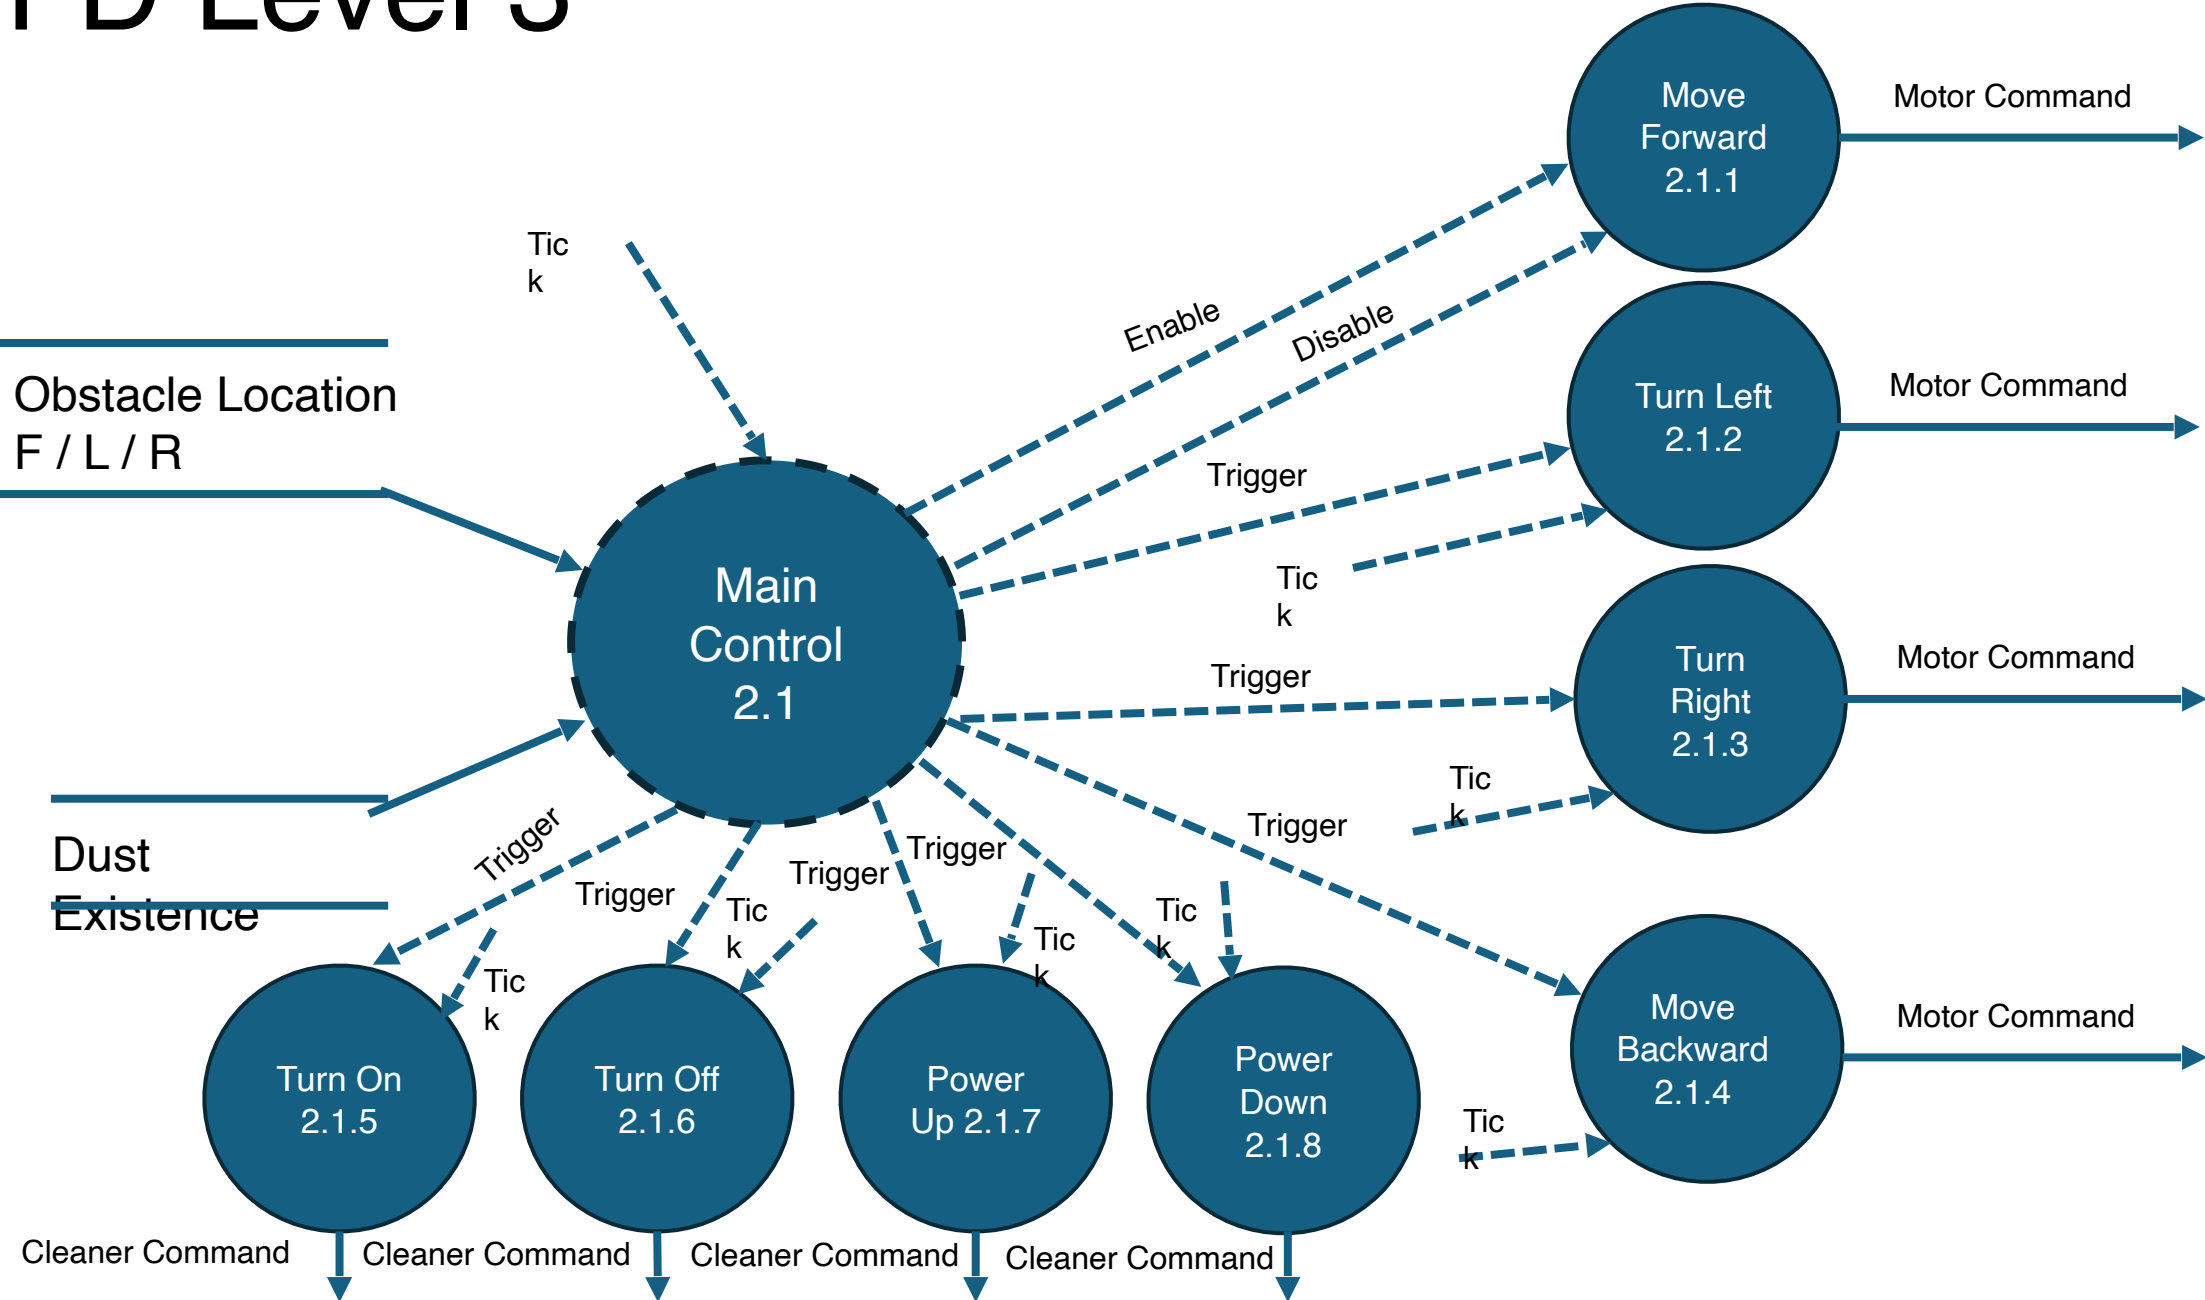 FD Level 3
Move
Forward
2.1.1
Motor Command
Tic
k
Enable
Disable
Obstacle Location
F / L / R
Turn Left
2.1.2
Motor Command
Trigger
Tic
k
Main
Control
2.1
Trigger
Turn
Right
2.1.3
Motor Command
Tic
k
Trigger
Dust
Existence
Trigger
Trigger
Trigger
Trigger
Tic
k
Tic
k
Tic
k
Tic
k
Turn On
2.1.5
Turn Off
2.1.6
Power
Up 2.1.7
Power
Down
2.1.8
Move
Backward
2.1.4
Motor Command
Tic
k
Cleaner Command
Cleaner Command
Cleaner Command
Cleaner Command